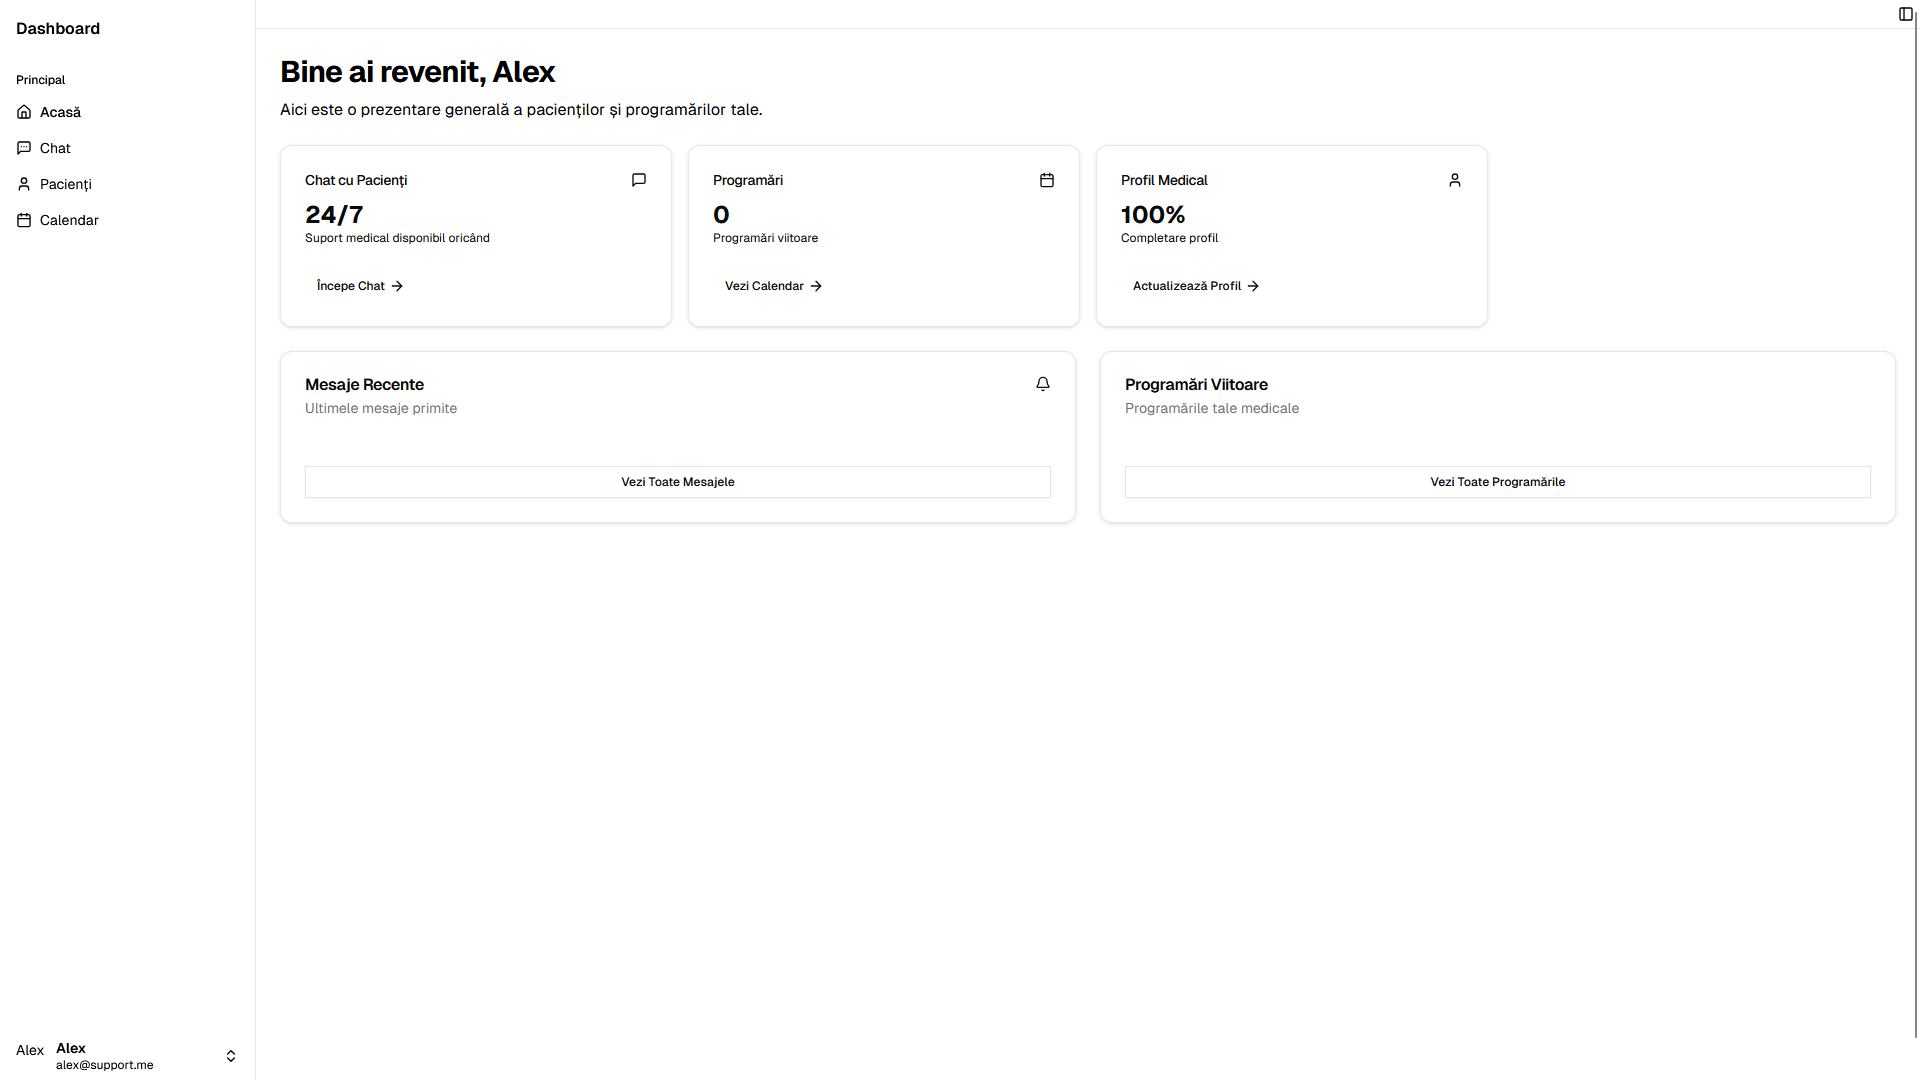 Dashboard
Principal
Acasă
Chat
Pacienți
Calendar
Bine ai revenit, Alex
Aici este o prezentare generală a pacienților și programărilor tale.
Chat cu Pacienți
24/7
Suport medical disponibil oricând
Începe Chat
Programări
0
Programări viitoare
Vezi Calendar
Profil Medical
100%
Completare profil
Actualizează Profil
Mesaje Recente
Ultimele mesaje primite
Vezi Toate Mesajele
Programări Viitoare
Programările tale medicale
Vezi Toate Programările
Alex
Alex
alex@support.me